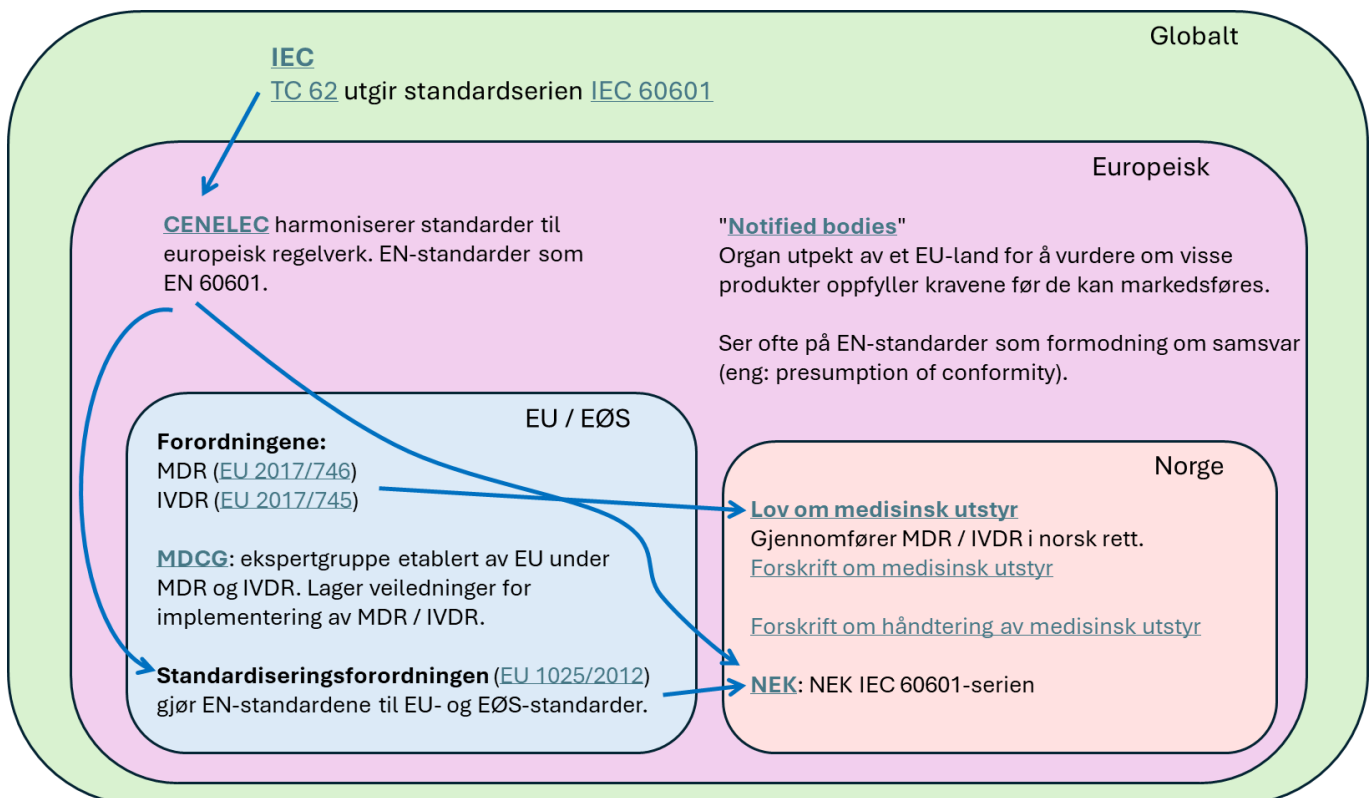 Globalt
IEC
TC 62 utgir standardserien IEC 60601
Europeisk
CENELEC harmoniserer standarder til
europeisk regelverk. EN-standarder som
EN 60601.
"Notified bodies"
Organ utpekt av et EU-land for å vurdere om visse
produkter oppfyller kravene før de kan markedsføres.
Ser ofte på EN-standarder som formodning om samsvar
(eng: presumption of conformity).
EU / EØS
Forordningene:
MDR (EU 2017/746)
IVDR (EU 2017/745)
MDCG: ekspertgruppe etablert av EU under
MDR og IVDR. Lager veiledninger for
implementering av MDR / IVDR.
Standardiseringsforordningen (EU 1025/2012)
gjør EN-standardene til EU- og EØS-standarder.
Norge
Lov om medisinsk utstyr
Gjennomfører MDR / IVDR i norsk rett.
Forskrift om medisinsk utstyr
Forskrift om håndtering av medisinsk utstyr
NEK: NEK IEC 60601-serien